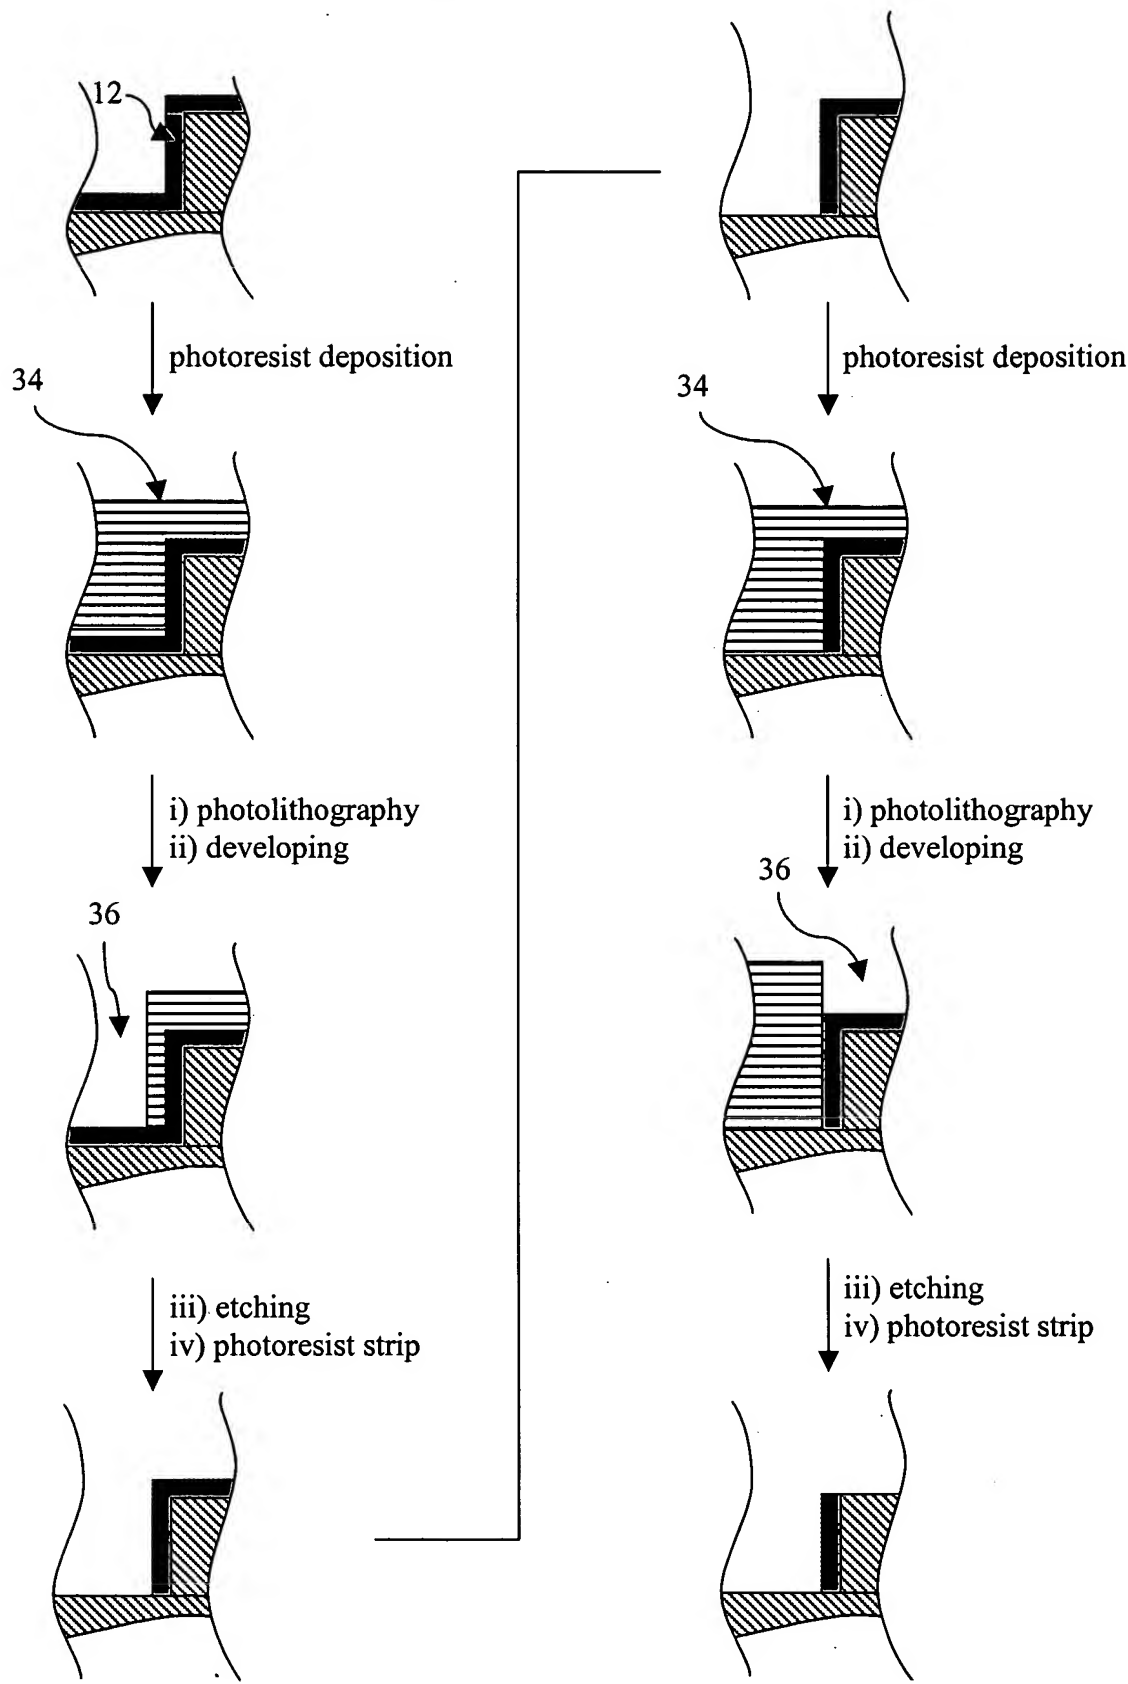 12
photoresist deposition
34
i) photolithography
ii) developing
36
iii) etching
iv) photoresist strip
photoresist deposition
34
i) photolithography
ii) developing
36
iii) etching
iv) photoresist strip